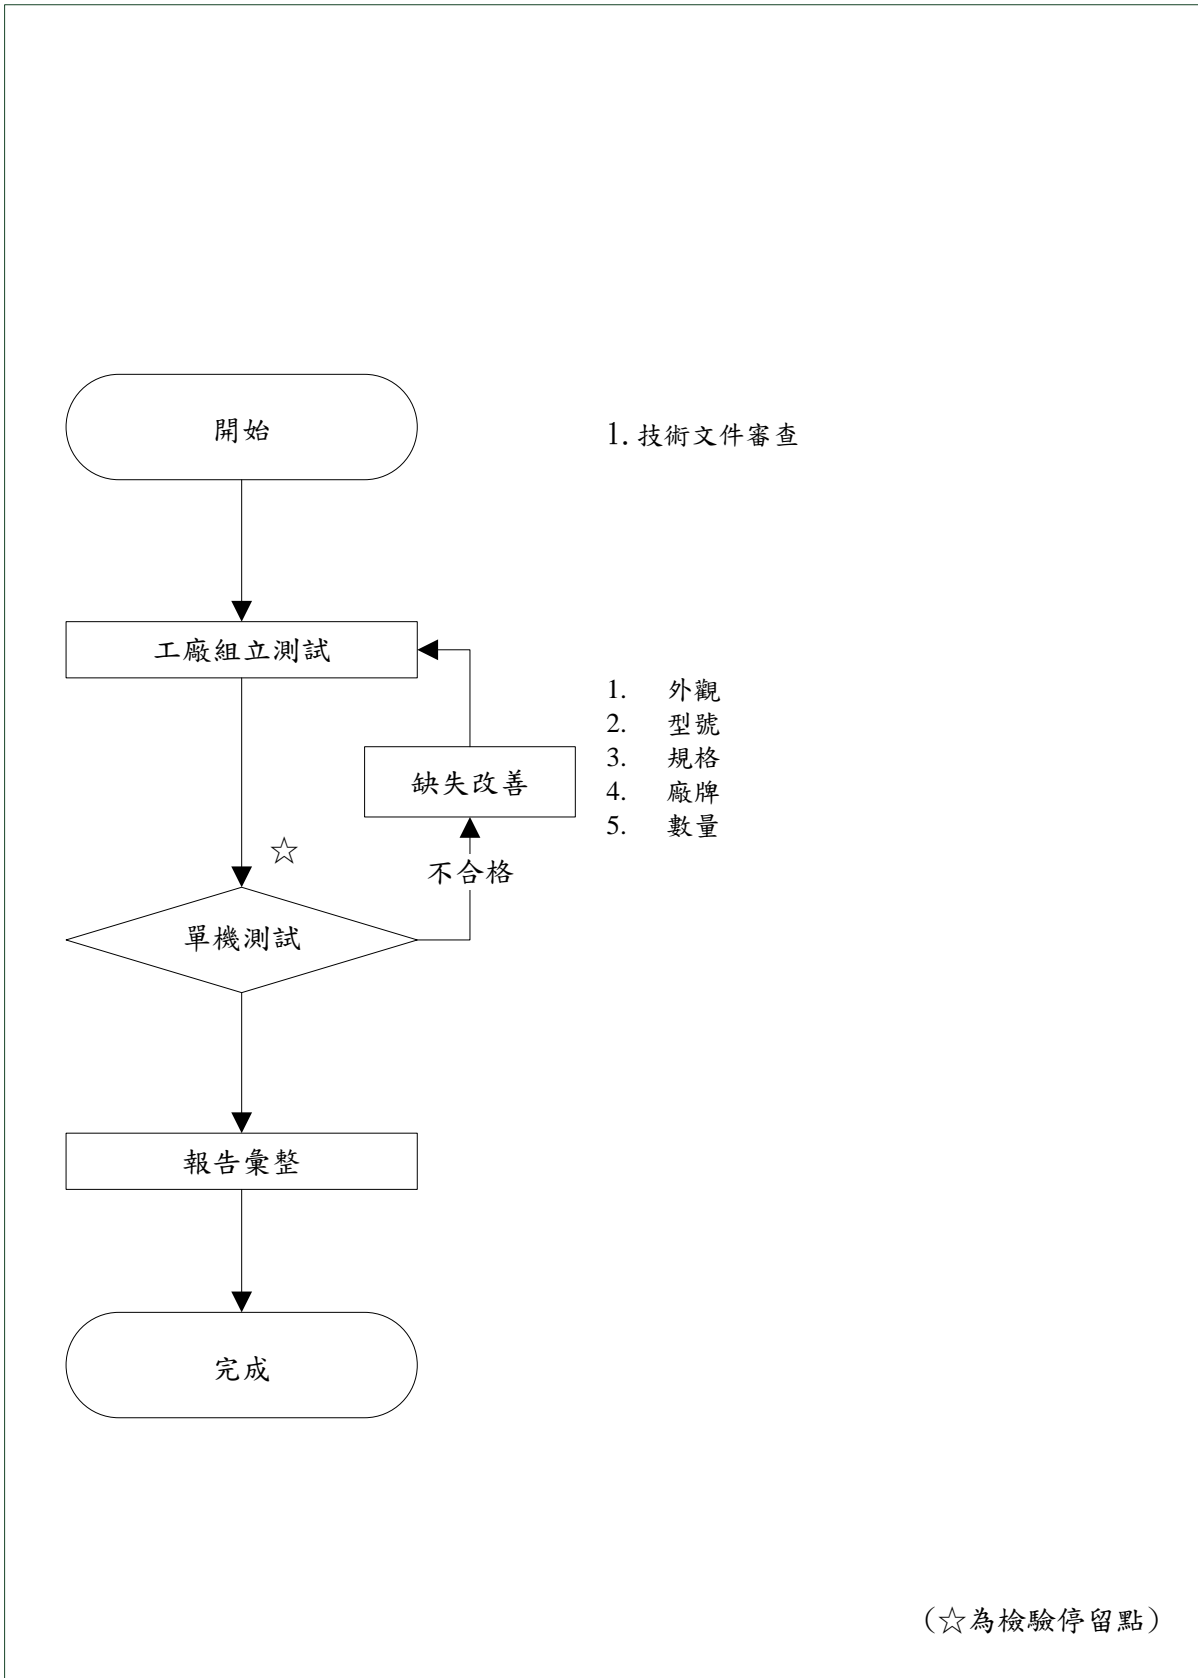 開始
1. 技術文件審查
工廠組立測試
1. 外觀
2. 型號
3. 規格
4. 廠牌
5. 數量
缺失改善
☆
不合格
單機測試
報告彙整
完成
(☆為檢驗停留點)